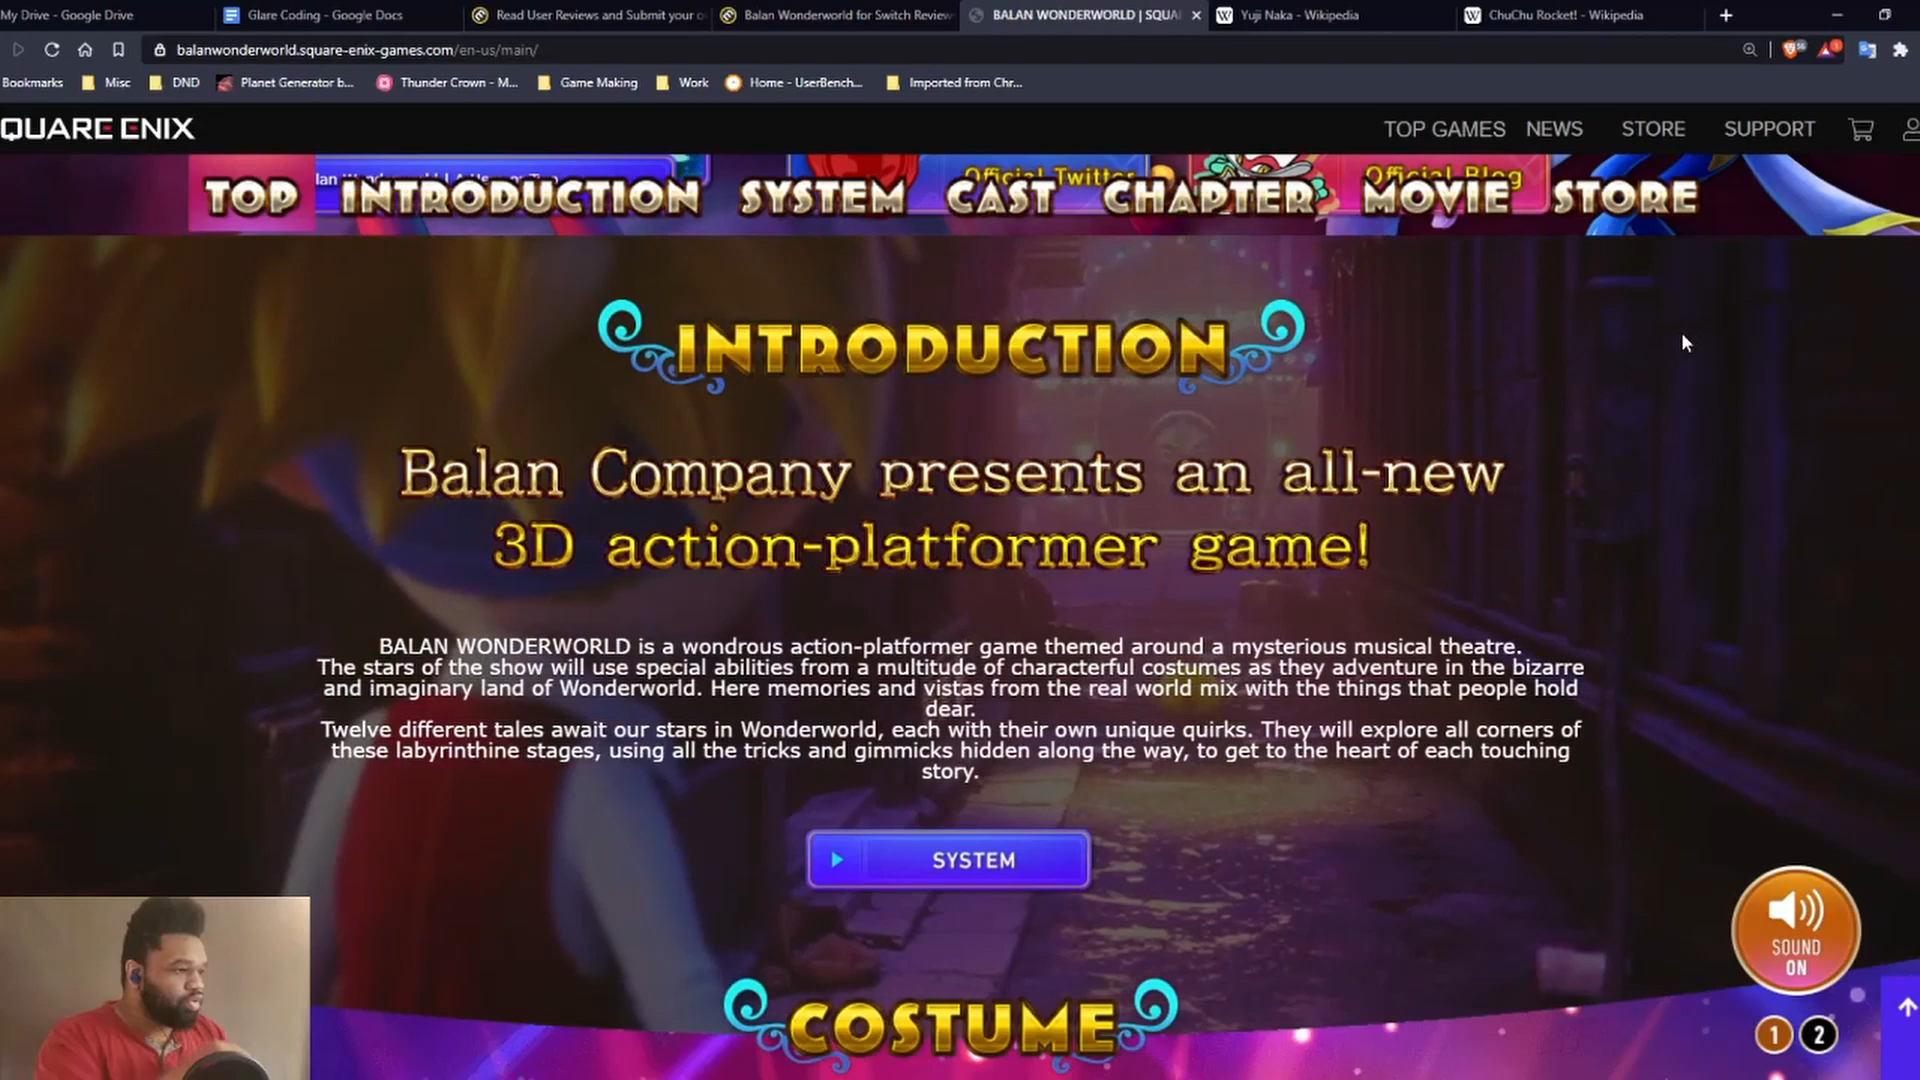 My Drive - Google Drive
Glare Coding - Google Docs
Read User Reviews and Submit your o
Balan Wonderworld for Switch Review
BALAN WONDERWORLD | SQUA
Yuji Naka - Wikipedia
ChuChu Rocket! - Wikipedia
balanwonderworld.square-enix-games.com/en-us/main/
Bookmarks
Misc
DND
Planet Generator b...
Thunder Crown - M...
Game Making
Work
Home - UserBench...
Imported from Chr...
QUARE ENIX
TOP GAMES
NEWS
STORE
SUPPORT
Official Twitter
Official Blog
TOP
INTRODUCTION
SYSTEM
CAST
CHAPTER
MOVIE
STORE
INTRODUCTION
Balan Company presents an all-new
3D action-platformer game!
BALAN WONDERWORLD is a wondrous action-platformer game themed around a mysterious musical theatre.
The stars of the show will use special abilities from a multitude of characterful costumes as they adventure in the bizarre
and imaginary land of Wonderworld. Here memories and vistas from the real world mix with the things that people hold
dear.
Twelve different tales await our stars in Wonderworld, each with their own unique quirks. They will explore all corners of
these labyrinthine stages, using all the tricks and gimmicks hidden along the way, to get to the heart of each touching
story.
SYSTEM
SOUND
ON
1 2
COSTUME